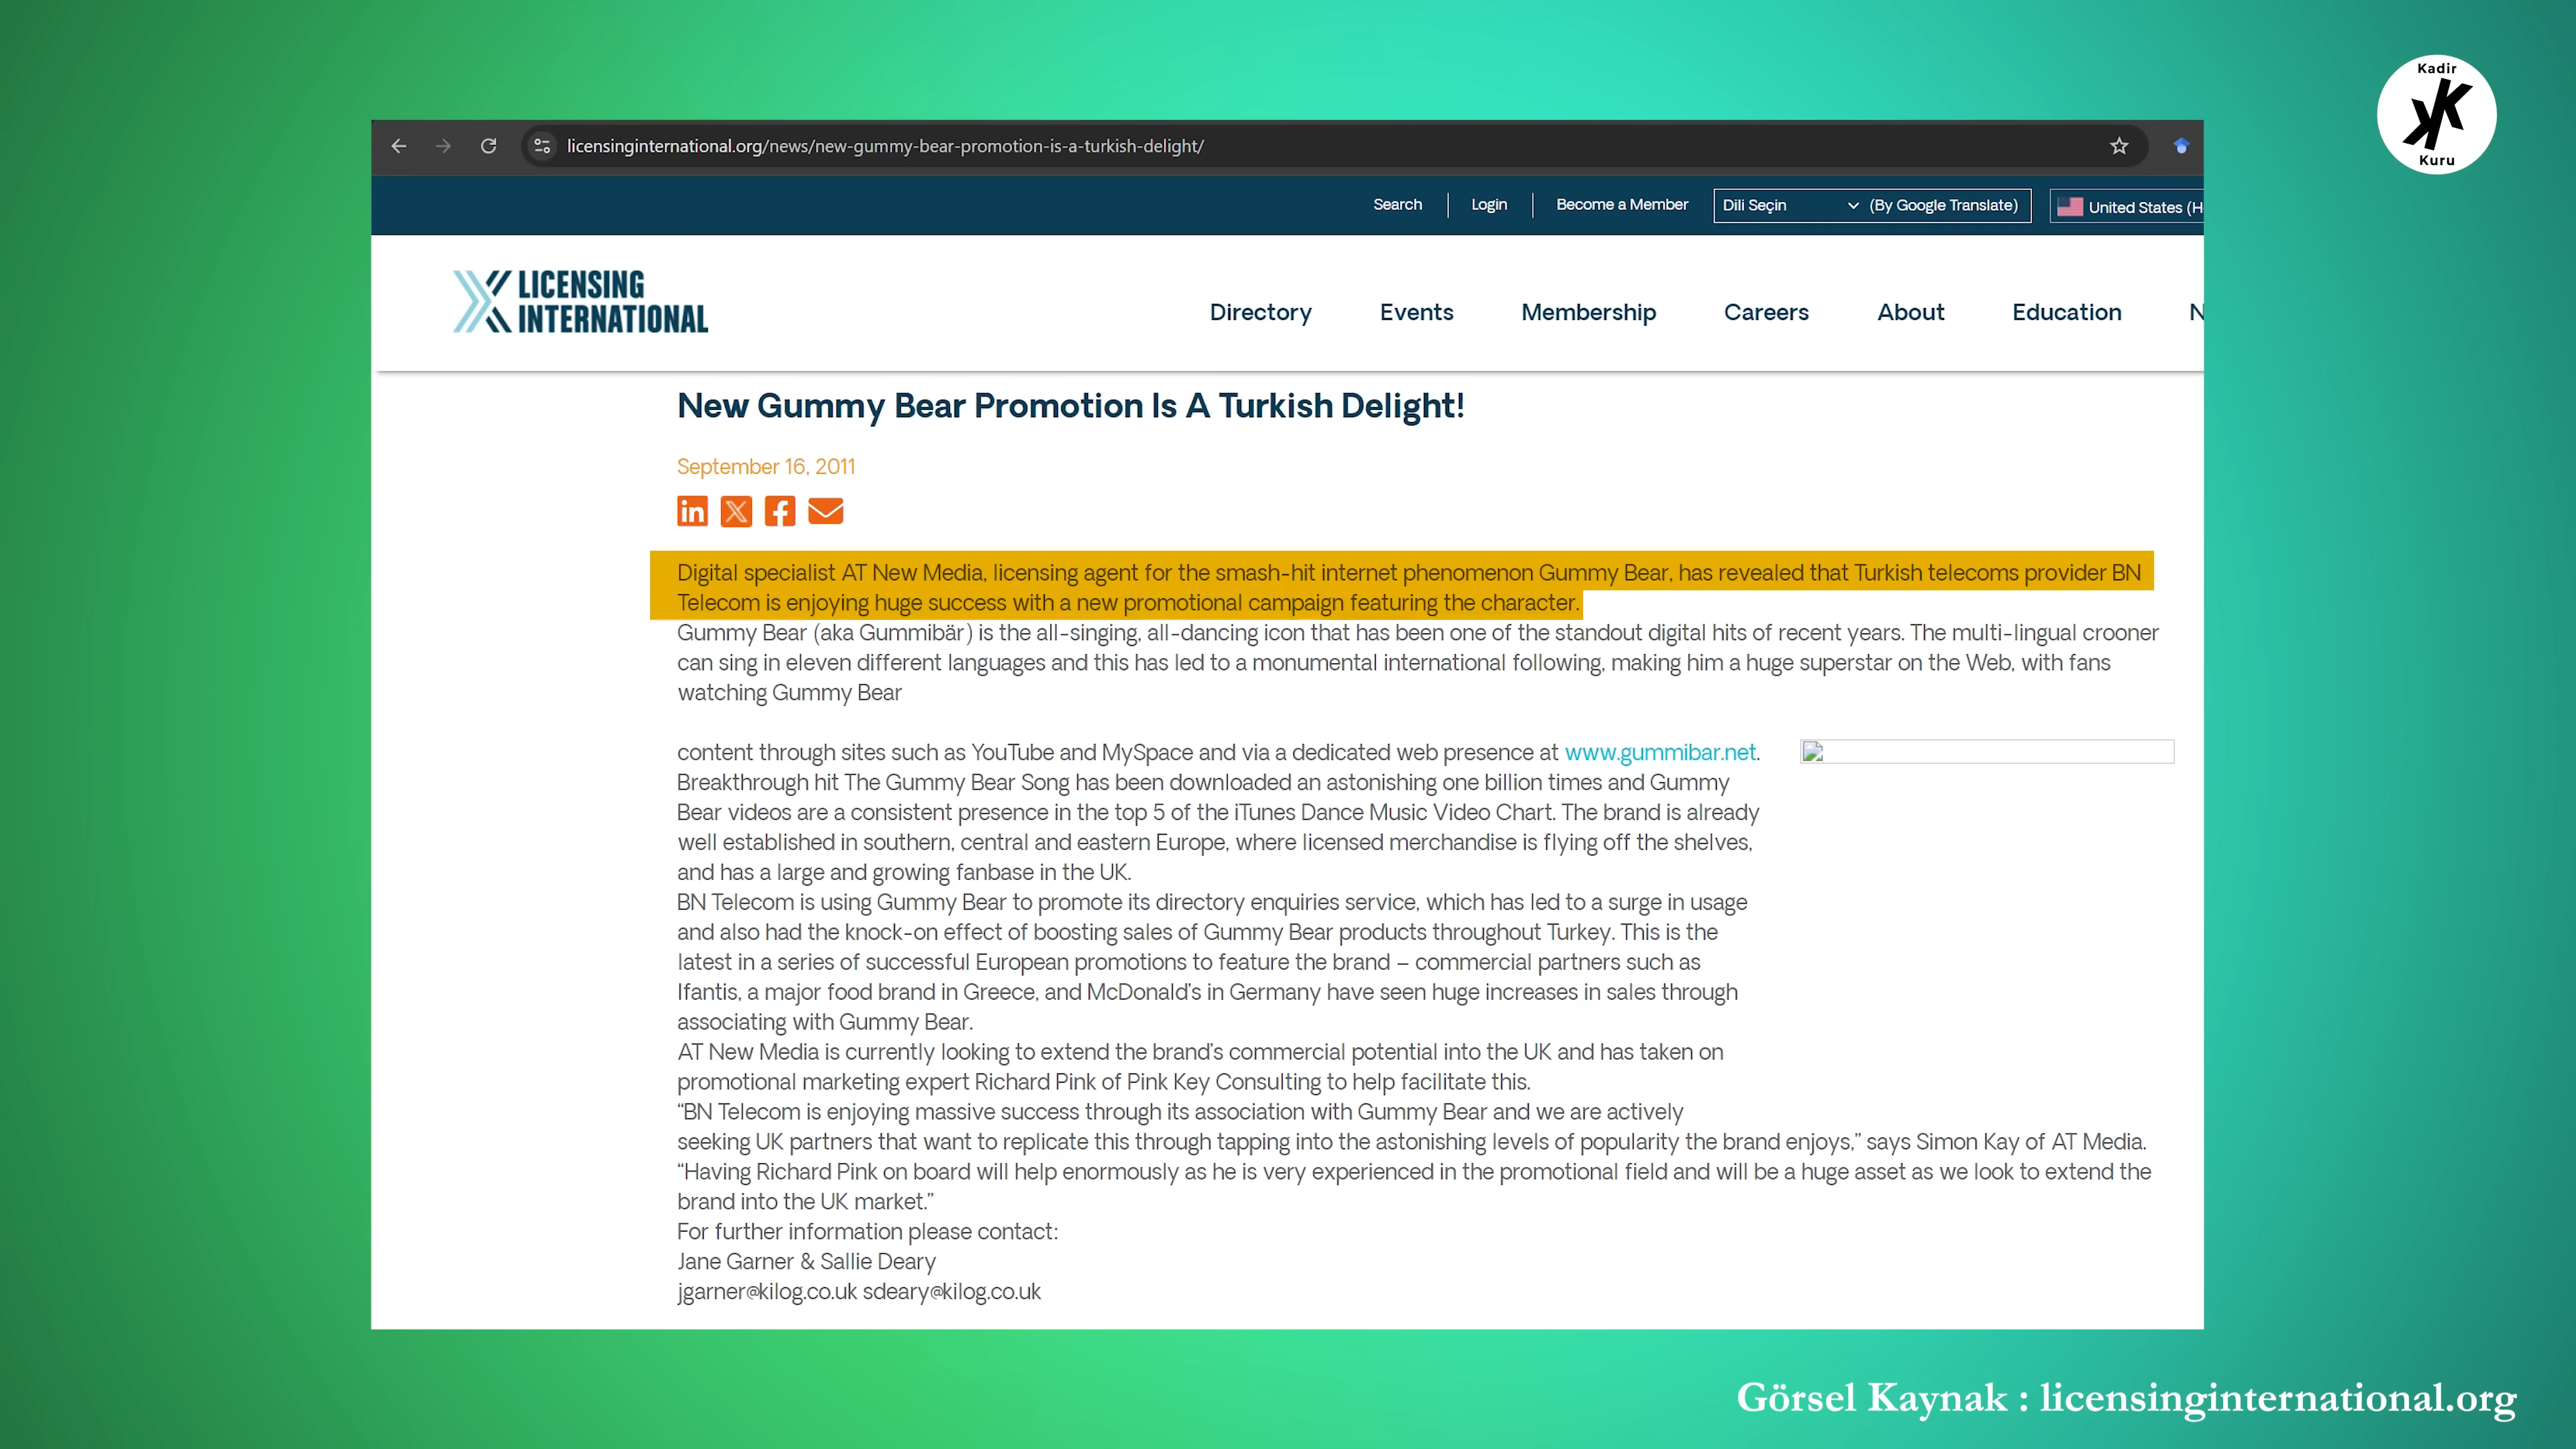 Kadir
KK
Kuru
licensinginternational.org/news/new-gummy-bear-promotion-is-a-turkish-delight/
Search Login Become a Member Dili Seçin (By Google Translate) United States (H
LICENSING
INTERNATIONAL
Directory Events Membership Careers About Education N
New Gummy Bear Promotion Is A Turkish Delight!
September 16, 2011
Digital specialist AT New Media, licensing agent for the smash-hit internet phenomenon Gummy Bear, has revealed that Turkish telecoms provider BN
Telecom is enjoying huge success with a new promotional campaign featuring the character.
Gummy Bear (aka Gummibär) is the all-singing, all-dancing icon that has been one of the standout digital hits of recent years. The multi-lingual crooner
can sing in eleven different languages and this has led to a monumental international following, making him a huge superstar on the Web, with fans
watching Gummy Bear
content through sites such as YouTube and MySpace and via a dedicated web presence at www.gummibar.net.
Breakthrough hit The Gummy Bear Song has been downloaded an astonishing one billion times and Gummy
Bear videos are a consistent presence in the top 5 of the iTunes Dance Music Video Chart. The brand is already
well established in southern, central and eastern Europe, where licensed merchandise is flying off the shelves,
and has a large and growing fanbase in the UK.
BN Telecom is using Gummy Bear to promote its directory enquiries service, which has led to a surge in usage
and also had the knock-on effect of boosting sales of Gummy Bear products throughout Turkey. This is the
latest in a series of successful European promotions to feature the brand – commercial partners such as
Ifantis, a major food brand in Greece, and McDonald's in Germany have seen huge increases in sales through
associating with Gummy Bear.
AT New Media is currently looking to extend the brand's commercial potential into the UK and has taken on
promotional marketing expert Richard Pink of Pink Key Consulting to help facilitate this.
“BN Telecom is enjoying massive success through its association with Gummy Bear and we are actively
seeking UK partners that want to replicate this through tapping into the astonishing levels of popularity the brand enjoys,” says Simon Kay of AT Media.
“Having Richard Pink on board will help enormously as he is very experienced in the promotional field and will be a huge asset as we look to extend the
brand into the UK market.”
For further information please contact:
Jane Garner & Sallie Deary
jgarner@kilog.co.uk sdeary@kilog.co.uk
Görsel Kaynak : licensinginternational.org